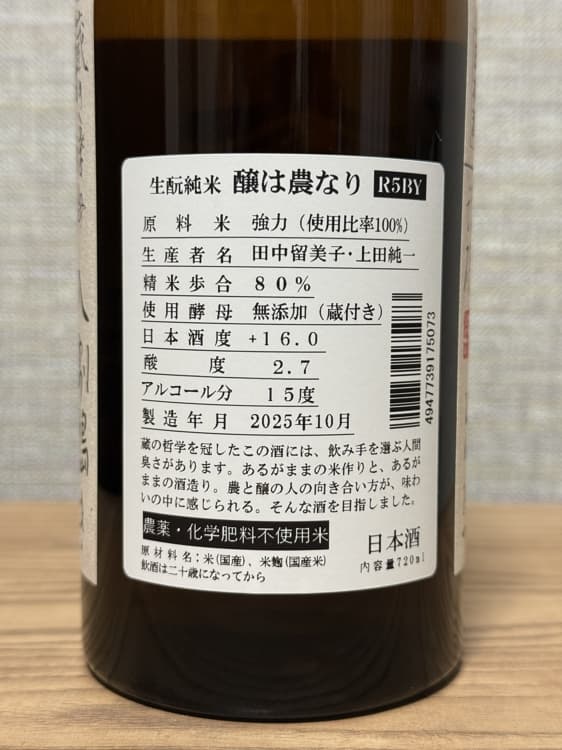 生酛純米 醸は農なり R5BY
原料米 強力（使用比率100%）
生産者名 田中留美子・上田純一
精米歩合 80%
使用酵母 無添加（蔵付き）
日本酒度 +16.0
酸度 2.7
アルコール分 15度
製造年月 2025年10月
4947739175073
蔵の哲学を冠したこの酒には、飲み手を選ぶ人間
臭さがあります。あるがままの米作りと、あるが
ままの酒造り。農と醸の人の向き合い方が、味わ
いの中に感じられる。そんな酒を目指しました。
農薬・化学肥料不使用米
日本酒
原材料名：米（国産）、米麹（国産米）
内容量720ml
飲酒は二十歳になってから